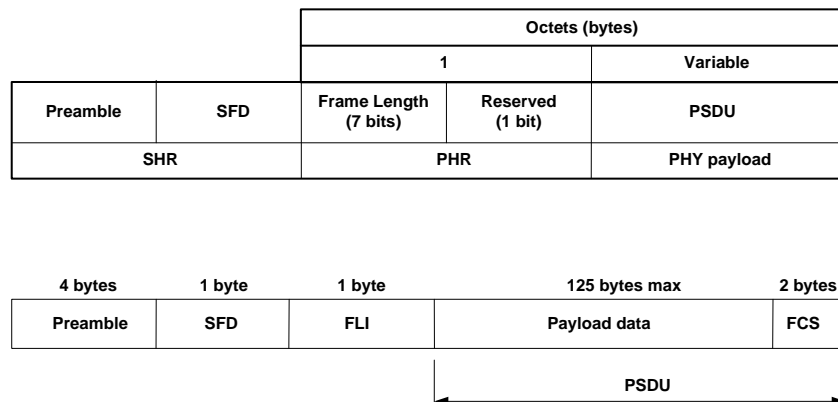 Octets (bytes)
1 Variable
Preamble SFD Frame Length (7 bits) Reserved (1 bit) PSDU
SHR PHR PHY payload
4 bytes 1 byte 1 byte 125 bytes max 2 bytes
Preamble SFD FLI Payload data FCS
PSDU